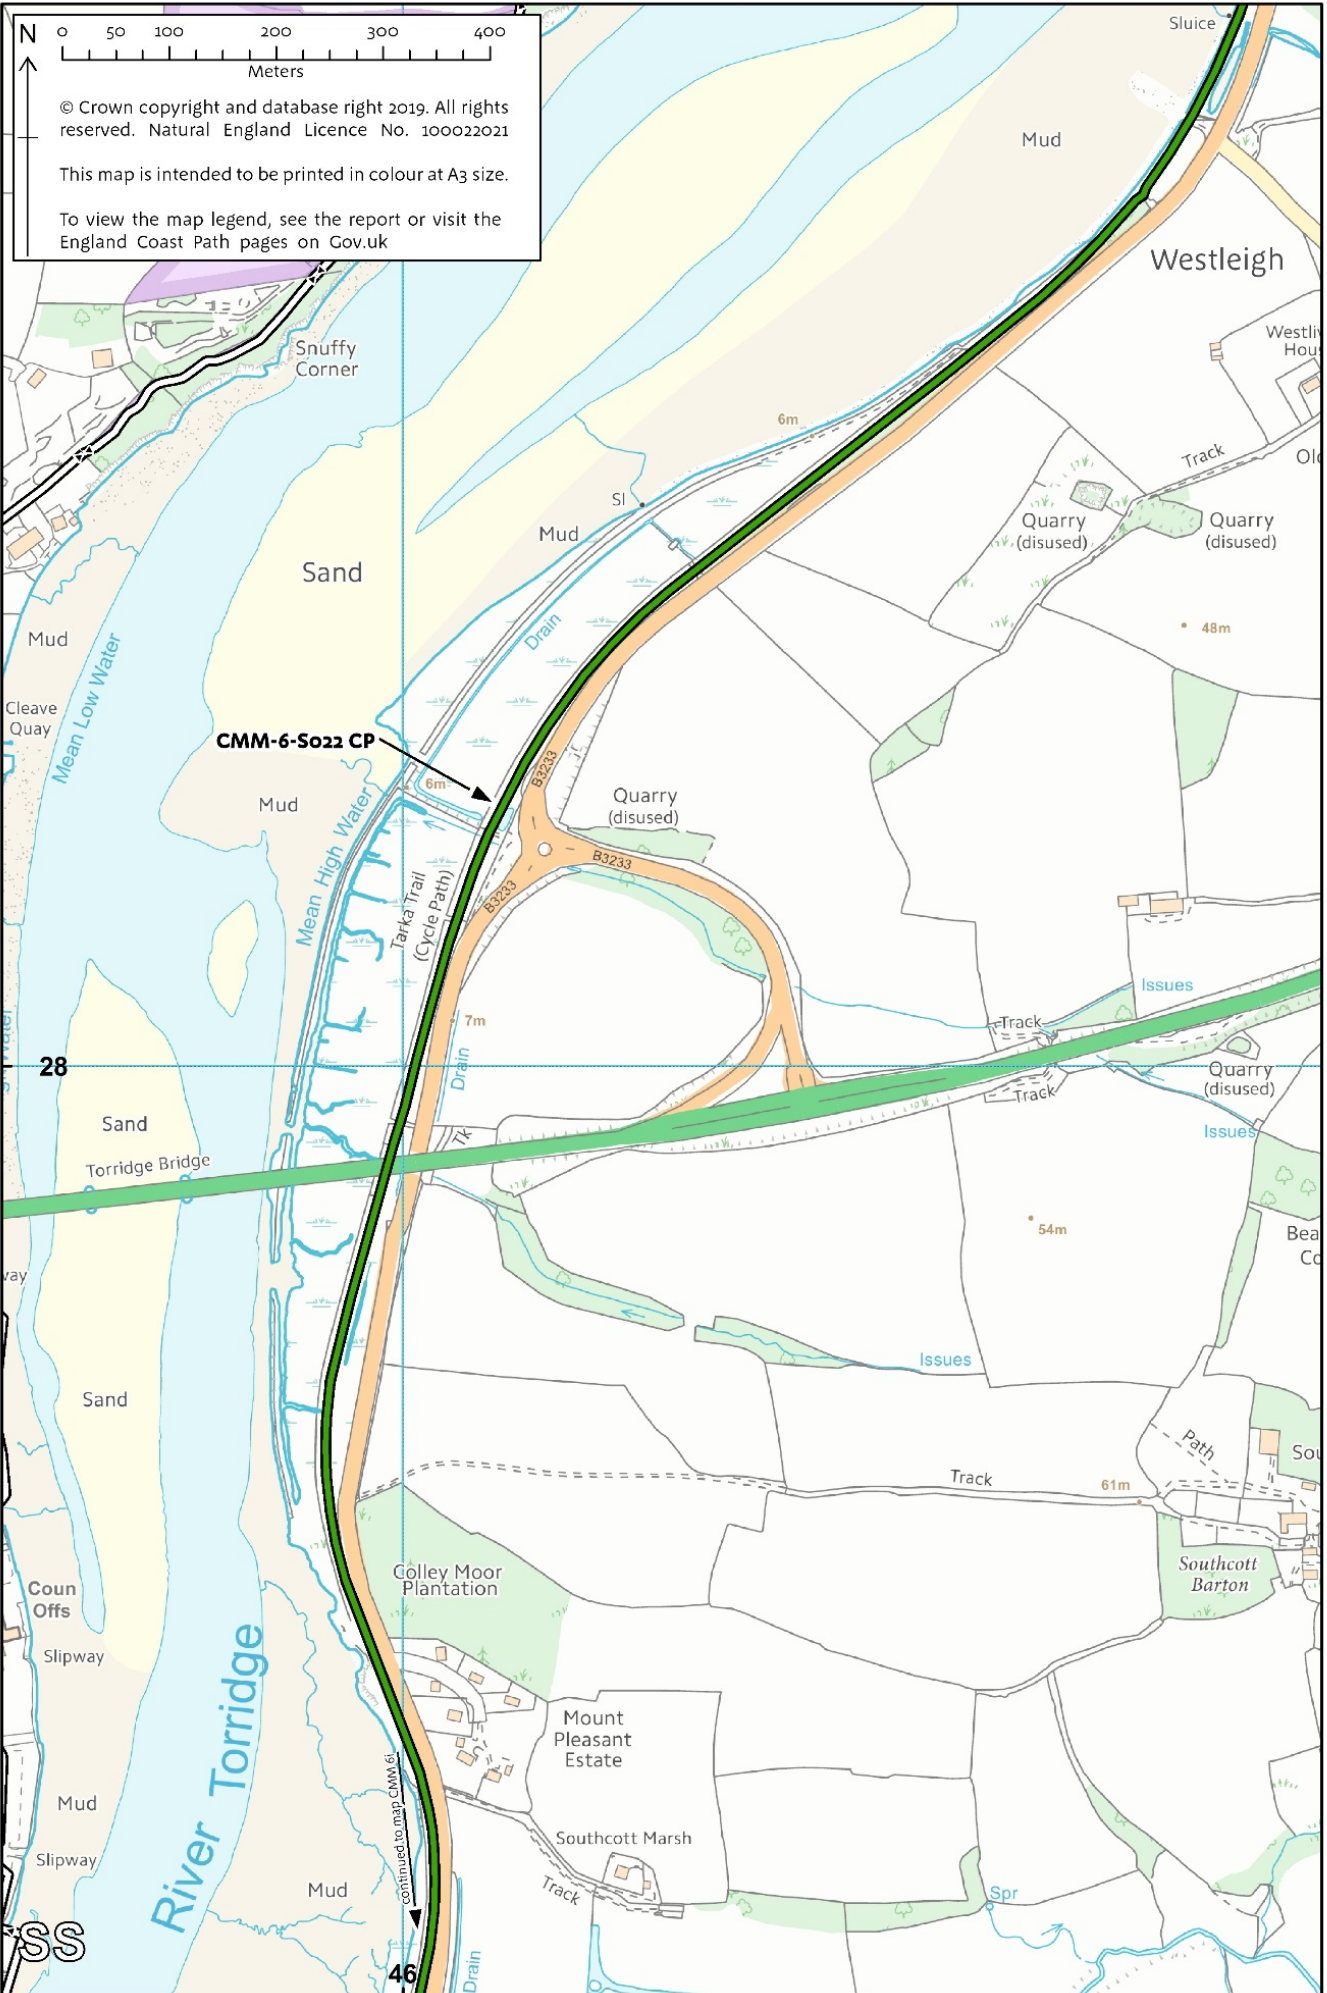 N
0 50 100 200 300 400
Meters
© Crown copyright and database right 2019. All rights
reserved. Natural England Licence No. 100022021
This map is intended to be printed in colour at A3 size.
To view the map legend, see the report or visit the
England Coast Path pages on Gov.uk
Sluice
Mud
Westleigh
Snuffy
Corner
6m
Track
Sl
Mud
Quarry
(disused)
Quarry
(disused)
Sand
Drain
48m
Mud
Mean Low Water
Cleave
Quay
CMM-6-S022 CP
B3233
6m
Mud
Quarry
(disused)
Mean High Water
B3233
B3233
Tarka Trail
(Cycle Path)
Issues
7m
Track
28
Drain
Quarry
(disused)
Track
Sand
Tk
Issues
Torridge Bridge
54m
Issues
Sand
Path
Track
61m
Colley Moor
Plantation
Southcott
Barton
Coun
Offs
Slipway
River Torridge
Mount
Pleasant
Estate
continued to map CMM 6i
Mud
Southcott Marsh
Slipway
Mud
Track
Spr
SS
46
Drain